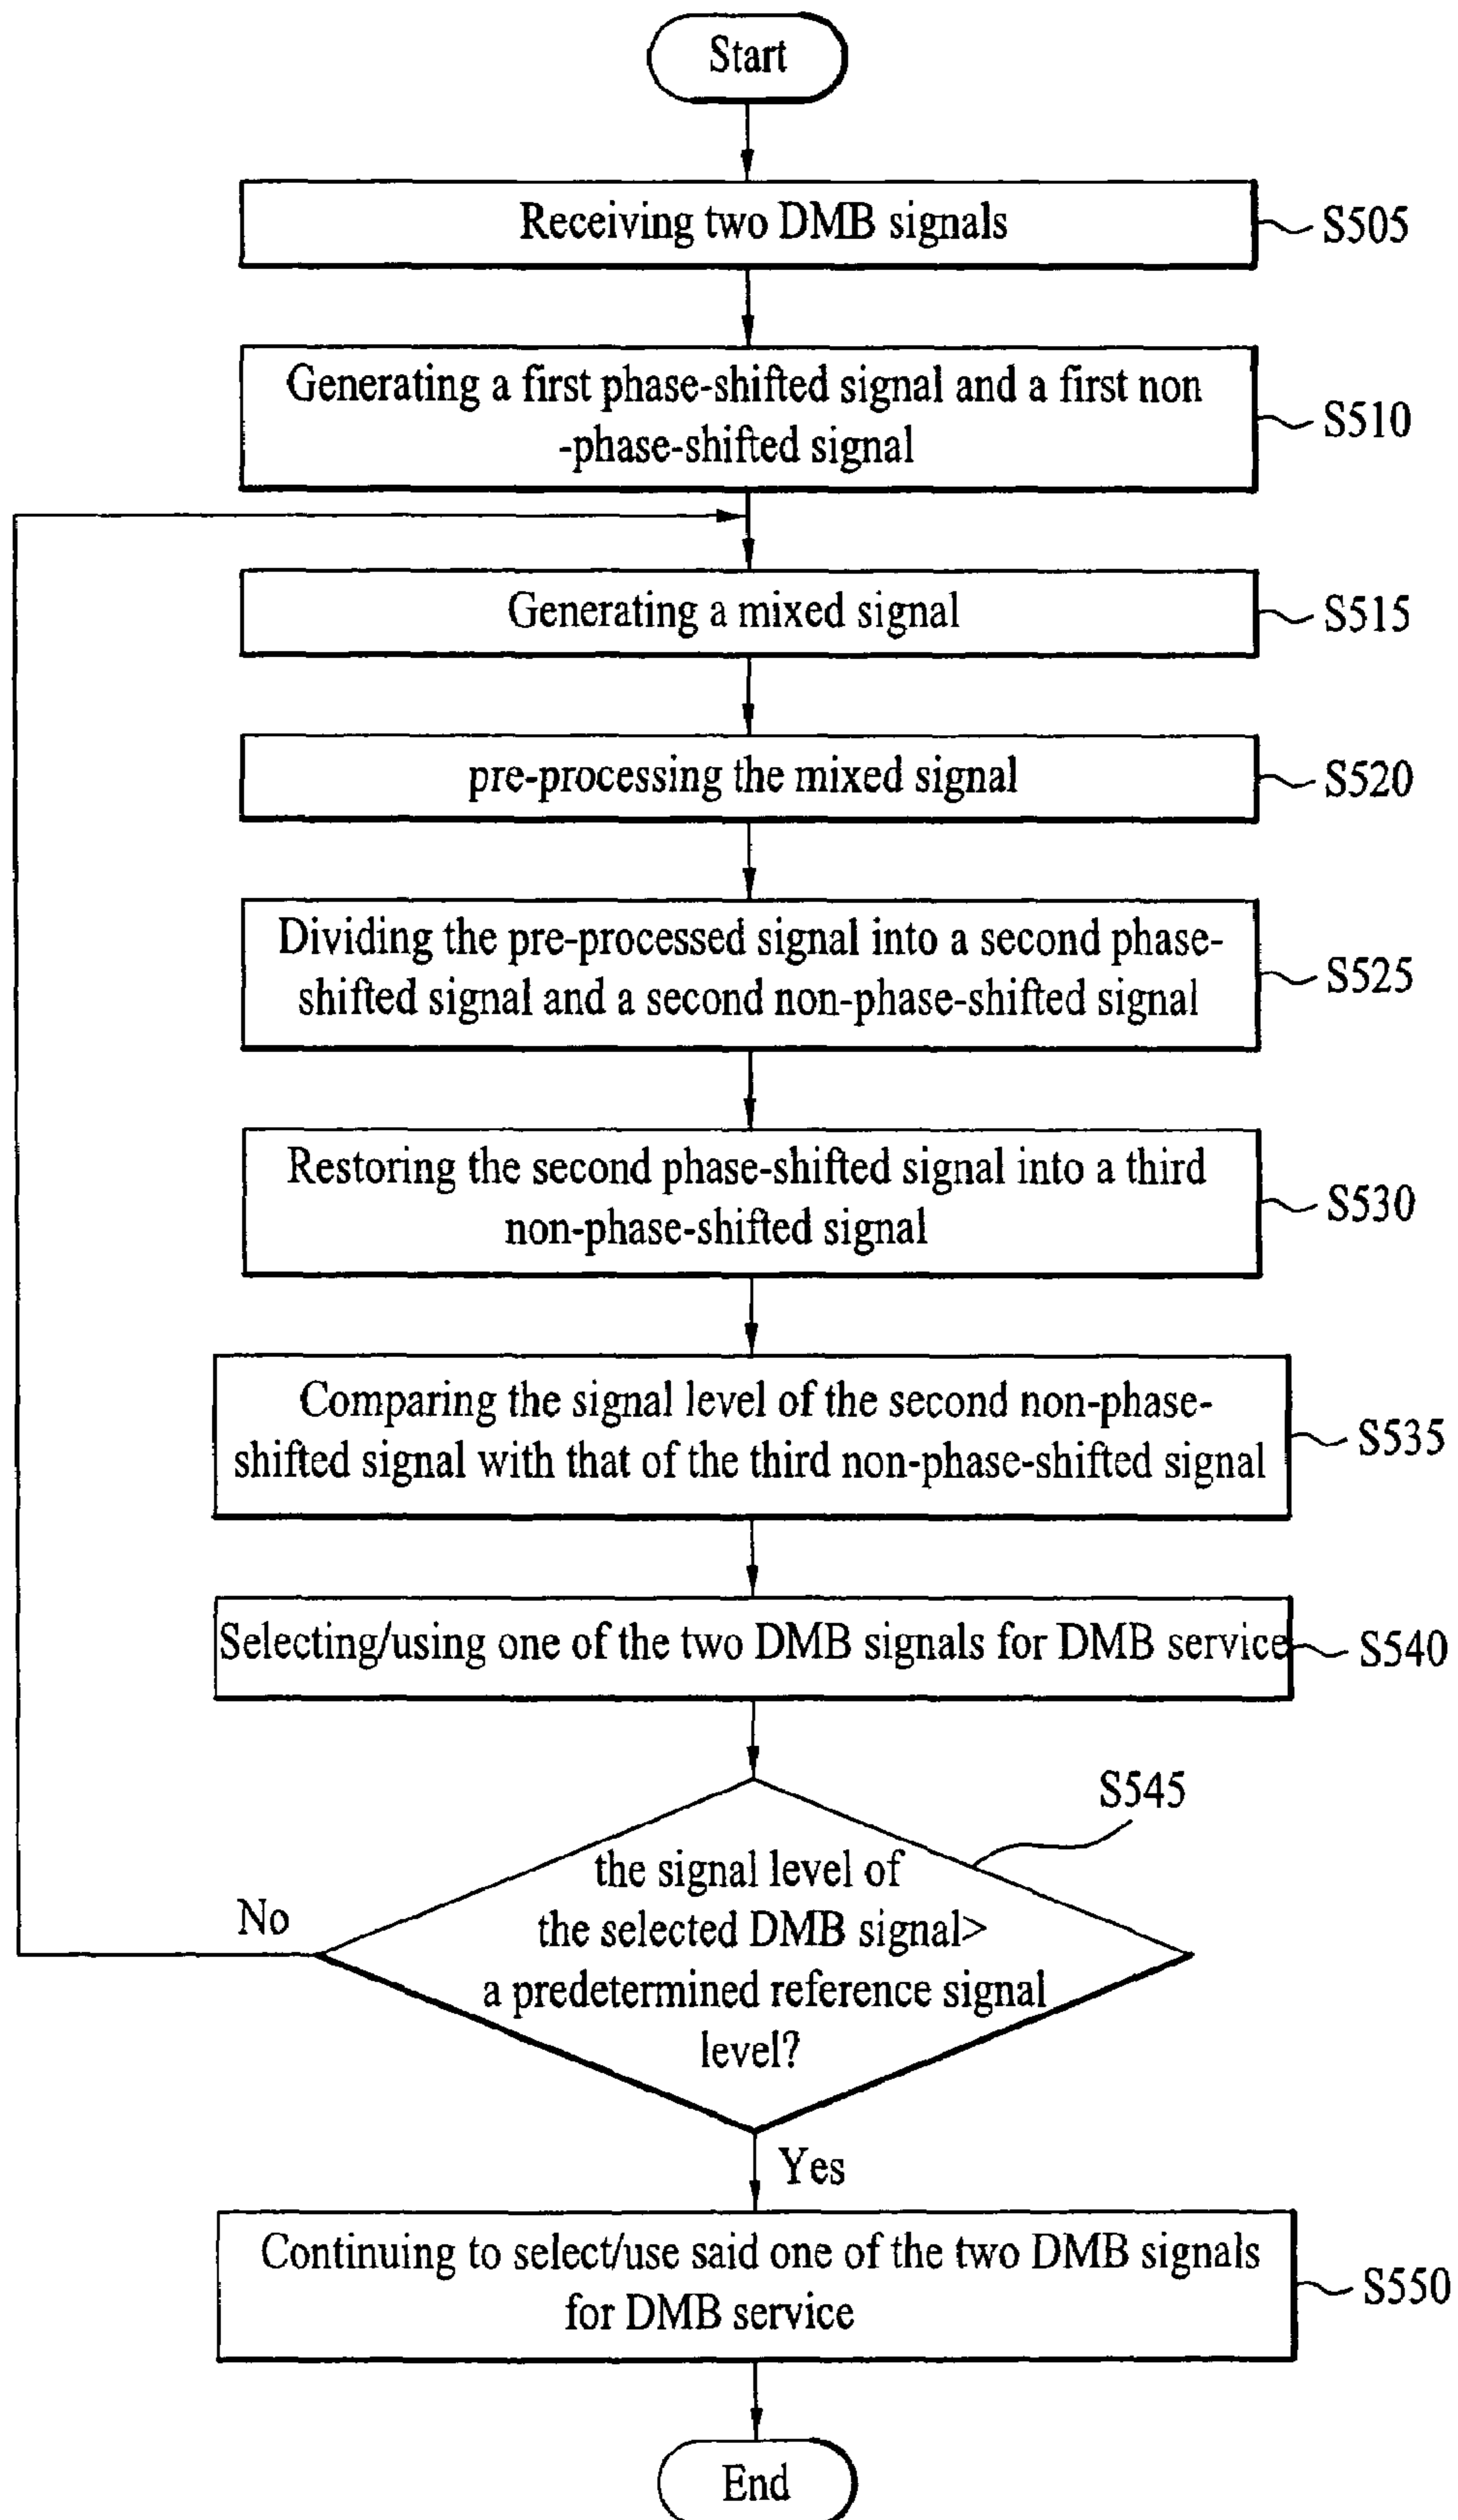 Start
Receiving two DMB signals
S505
Generating a first phase-shifted signal and a first non
-phase-shifted signal
S510
Generating a mixed signal
S515
pre-processing the mixed signal
S520
Dividing the pre-processed signal into a second phase-
shifted signal and a second non-phase-shifted signal
S525
Restoring the second phase-shifted signal into a third
non-phase-shifted signal
S530
Comparing the signal level of the second non-phase-
shifted signal with that of the third non-phase-shifted signal
S535
Selecting/using one of the two DMB signals for DMB service
S540
S545
the signal level of
the selected DMB signal>
a predetermined reference signal
level?
No
Yes
Continuing to select/use said one of the two DMB signals
for DMB service
S550
End